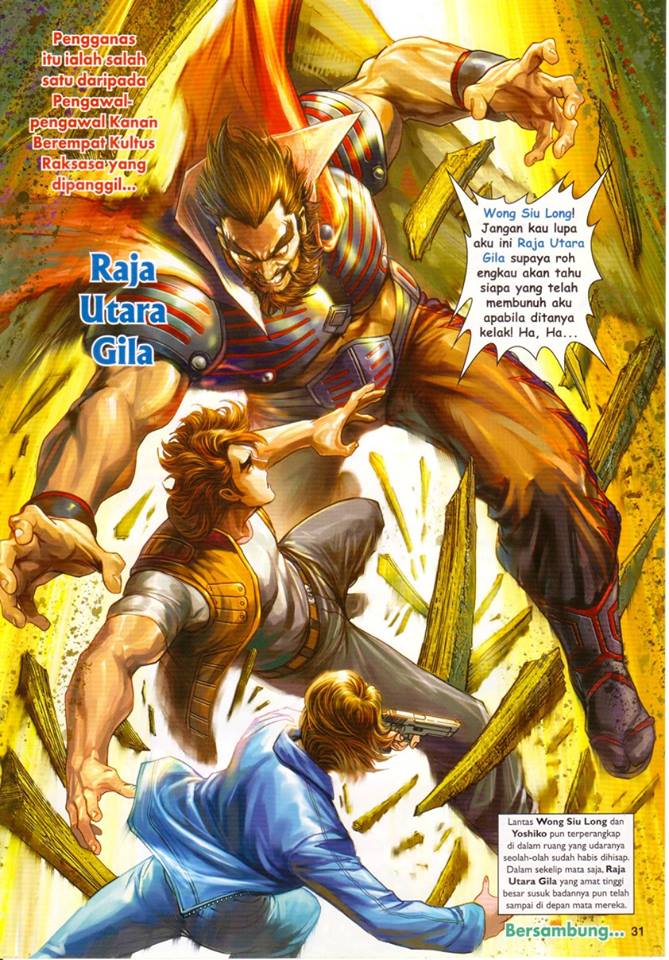 Pengganas
itu ialah salah
satu daripada
Pengawal-
pengawal Kanan
Berempat Kultus
Raksasa yang
dipanggil...
Raja
Utara
Gila
Wong Siu Long!
Jangan kau lupa
aku ini Raja Utara
Gila supaya roh
engkau akan tahu
siapa yang telah
membunuh aku
apabila ditanya
kelak! Ha, Ha...
Lantas Wong Siu Long dan
Yoshiko pun terperangkap
di dalam ruang yang udaranya
seolah-olah sudah habis dihisap.
Dalam sekelip mata saja, Raja
Utara Gila yang amat tinggi
besar susuk badannya pun telah
sampai di depan mata mereka.
Bersambung... 31